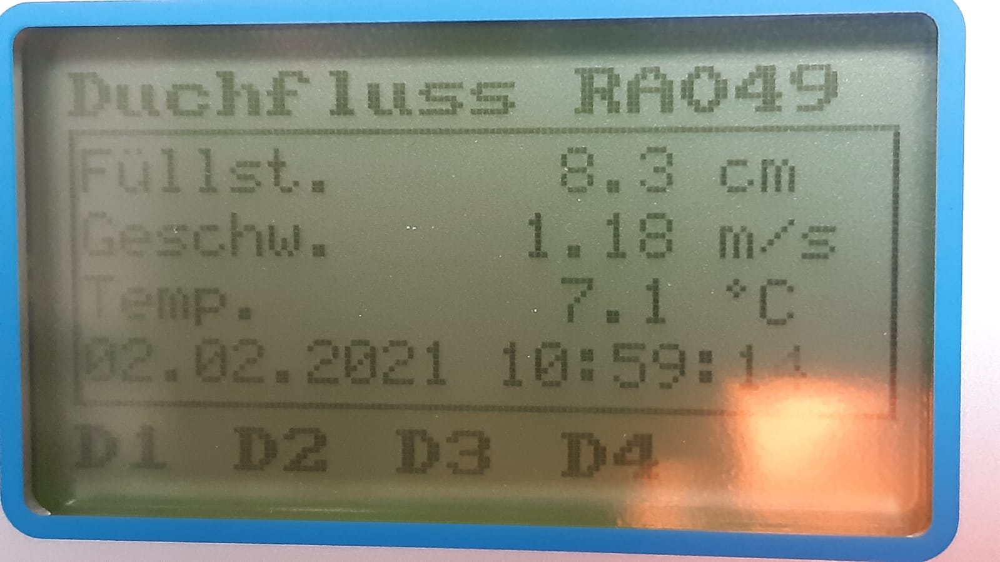 Duchfluss RA049
Füllst. 8.3 cm
Geschw. 1.18 m/s
Temp. 7.1 °C
02.02.2021 10:59:14
D1 D2 D3 D4